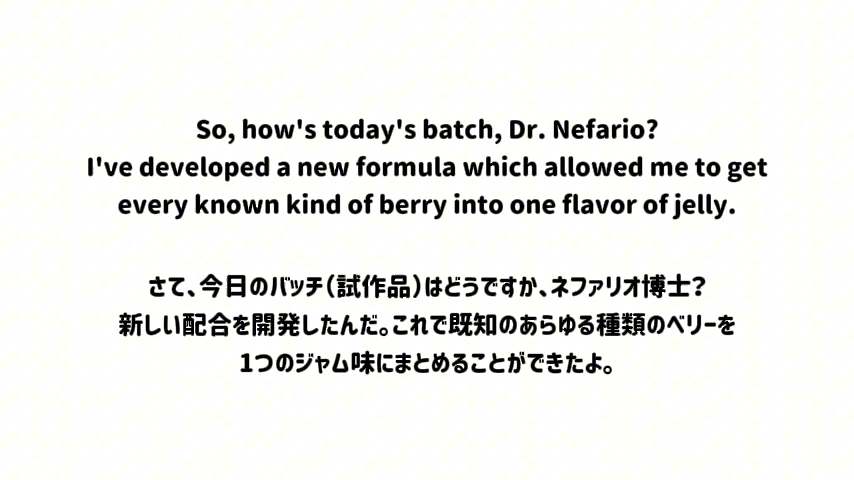 So, how's today's batch, Dr. Nefario?
I've developed a new formula which allowed me to get
every known kind of berry into one flavor of jelly.
さて、今日のバッチ(試作品)はどうですか、ネファリオ博士?
新しい配合を開発したんだ。これで既知のあらゆる種類のベリーを
1つのジャム味にまとめることができたよ。